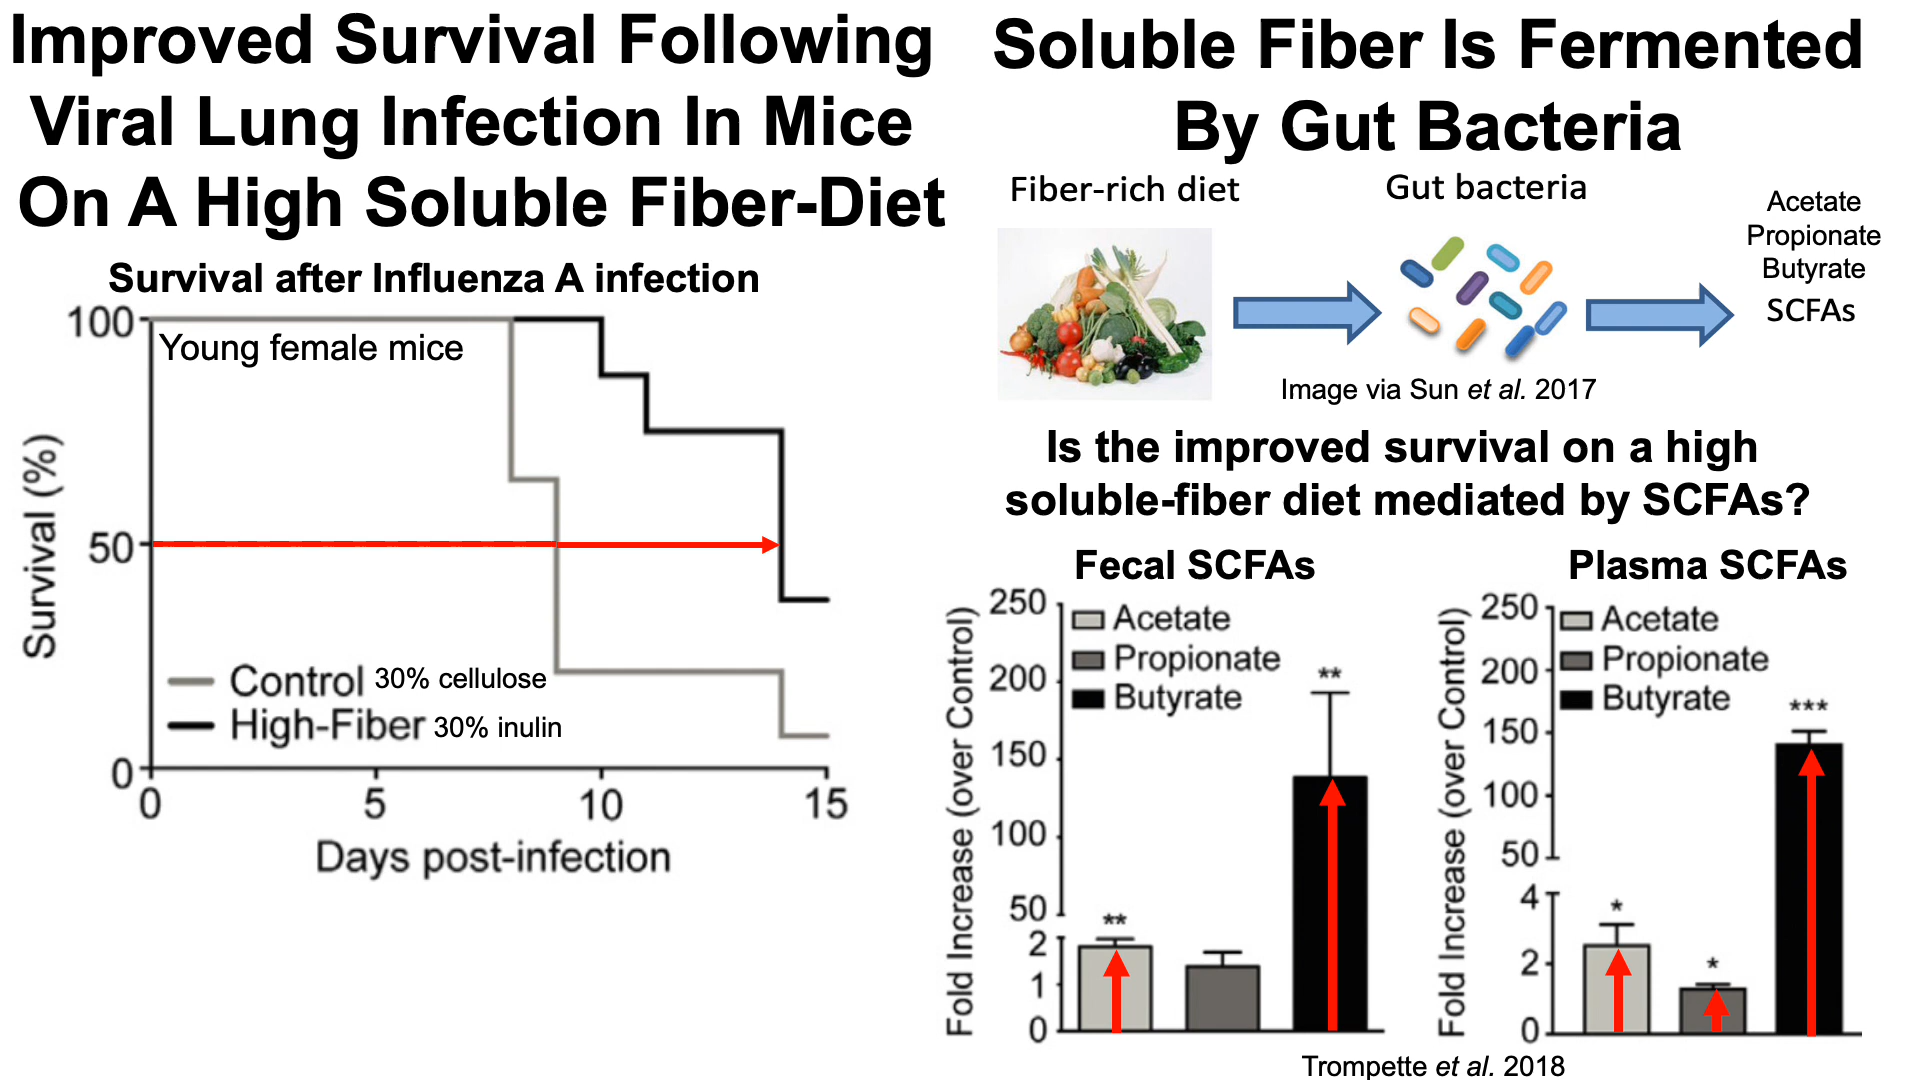 Improved Survival Following
Viral Lung Infection In Mice
On A High Soluble Fiber-Diet
Survival after Influenza A infection
Young female mice
Survival (%)
100
50
0
Control 30% cellulose
High-Fiber 30% inulin
0 5 10 15
Days post-infection
Soluble Fiber Is Fermented
By Gut Bacteria
Fiber-rich diet
Gut bacteria
Acetate
Propionate
Butyrate
SCFAs
Image via Sun et al. 2017
Is the improved survival on a high
soluble-fiber diet mediated by SCFAs?
Fecal SCFAs
Fold Increase (over Control)
250
200
150
100
50
2
1
0
Acetate
Propionate
Butyrate
**
**
Plasma SCFAs
Fold Increase (over Control)
250
200
150
100
50
4
2
0
Acetate
Propionate
Butyrate
*
*
***
Trompette et al. 2018